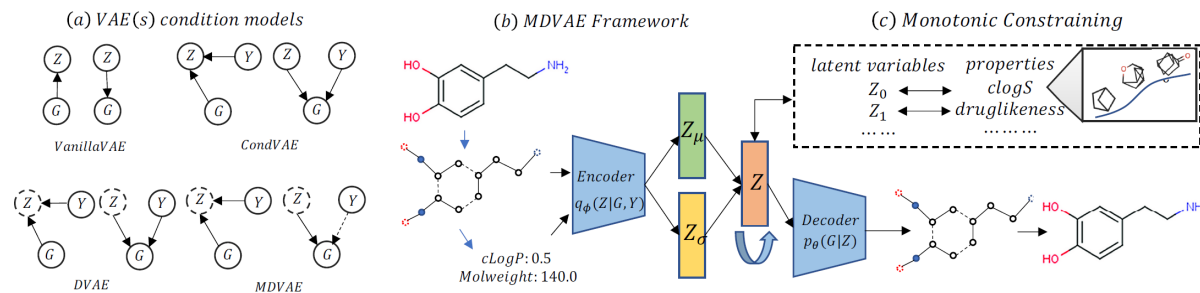 (a) VAE(s) condition models
Z
Z
G
G
VanillaVAE
Z
Y
Z
Y
G
G
CondVAE
Z
Y
Z
Y
G
G
DVAE
Z
Y
Z
Y
G
G
MDVAE
(b) MDVAE Framework
HO
HO
NH₂
cLogP: 0.5
Molweight: 140.0
Encoder
qϕ(Z|G, Y)
Zμ
Zσ
Z
Decoder
pθ(G|Z)
HO
HO
NH
(c) Monotonic Constraining
latent variables properties
Z₀ clogS
Z₁ druglikeness
…… ………
O
O